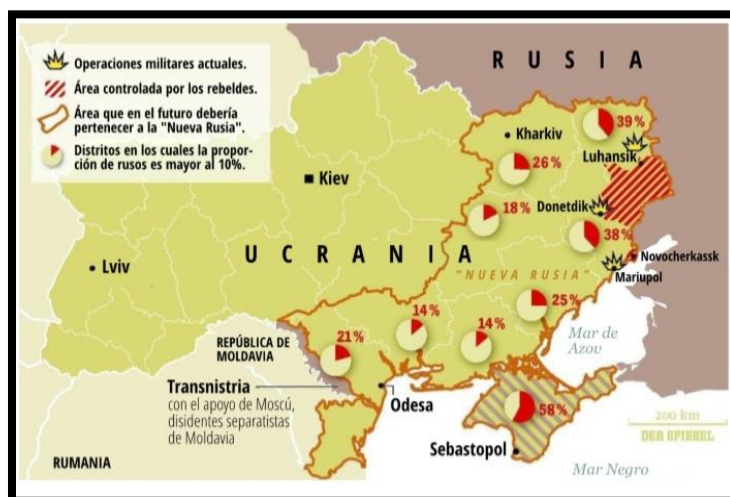 Operaciones militares actuales.
Área controlada por los rebeldes.
Área que en el futuro debería
pertenecer a la "Nueva Rusia".
Distritos en los cuales la propor-
ción de rusos es mayor al 10%.
RUSIA
Kharkiv
39%
Luhansik
26%
Kiev
18%
Donetdik
Lviv
UCRANIA
38%
Novocherkassk
"NUEVA RUSIA"
Mariupol
25%
14%
14%
21%
REPÚBLICA DE
MOLDAVIA
Mar de
Azov
Transnistria
con el apoyo de Moscú,
disidentes separatistas
de Moldavia
Odesa
58%
200 km
DER SPIEGEL
Sebastopol
RUMANIA
Mar Negro